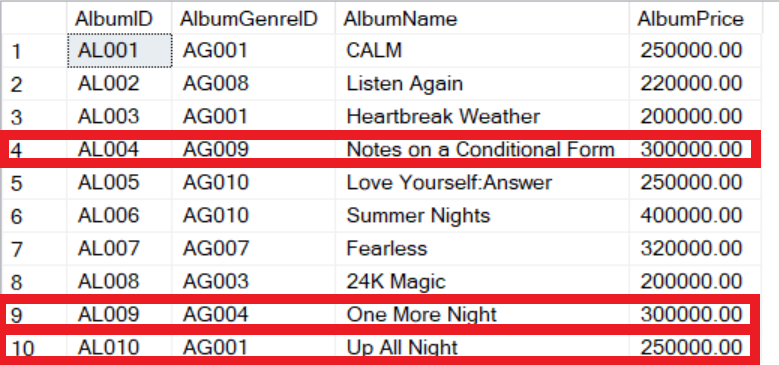 AlbumID AlbumGenreID AlbumName AlbumPrice
1 AL001 AG001 CALM 250000.00
2 AL002 AG008 Listen Again 220000.00
3 AL003 AG001 Heartbreak Weather 200000.00
4 AL004 AG009 Notes on a Conditional Form 300000.00
5 AL005 AG010 Love Yourself:Answer 250000.00
6 AL006 AG010 Summer Nights 400000.00
7 AL007 AG007 Fearless 320000.00
8 AL008 AG003 24K Magic 200000.00
9 AL009 AG004 One More Night 300000.00
10 AL010 AG001 Up All Night 250000.00